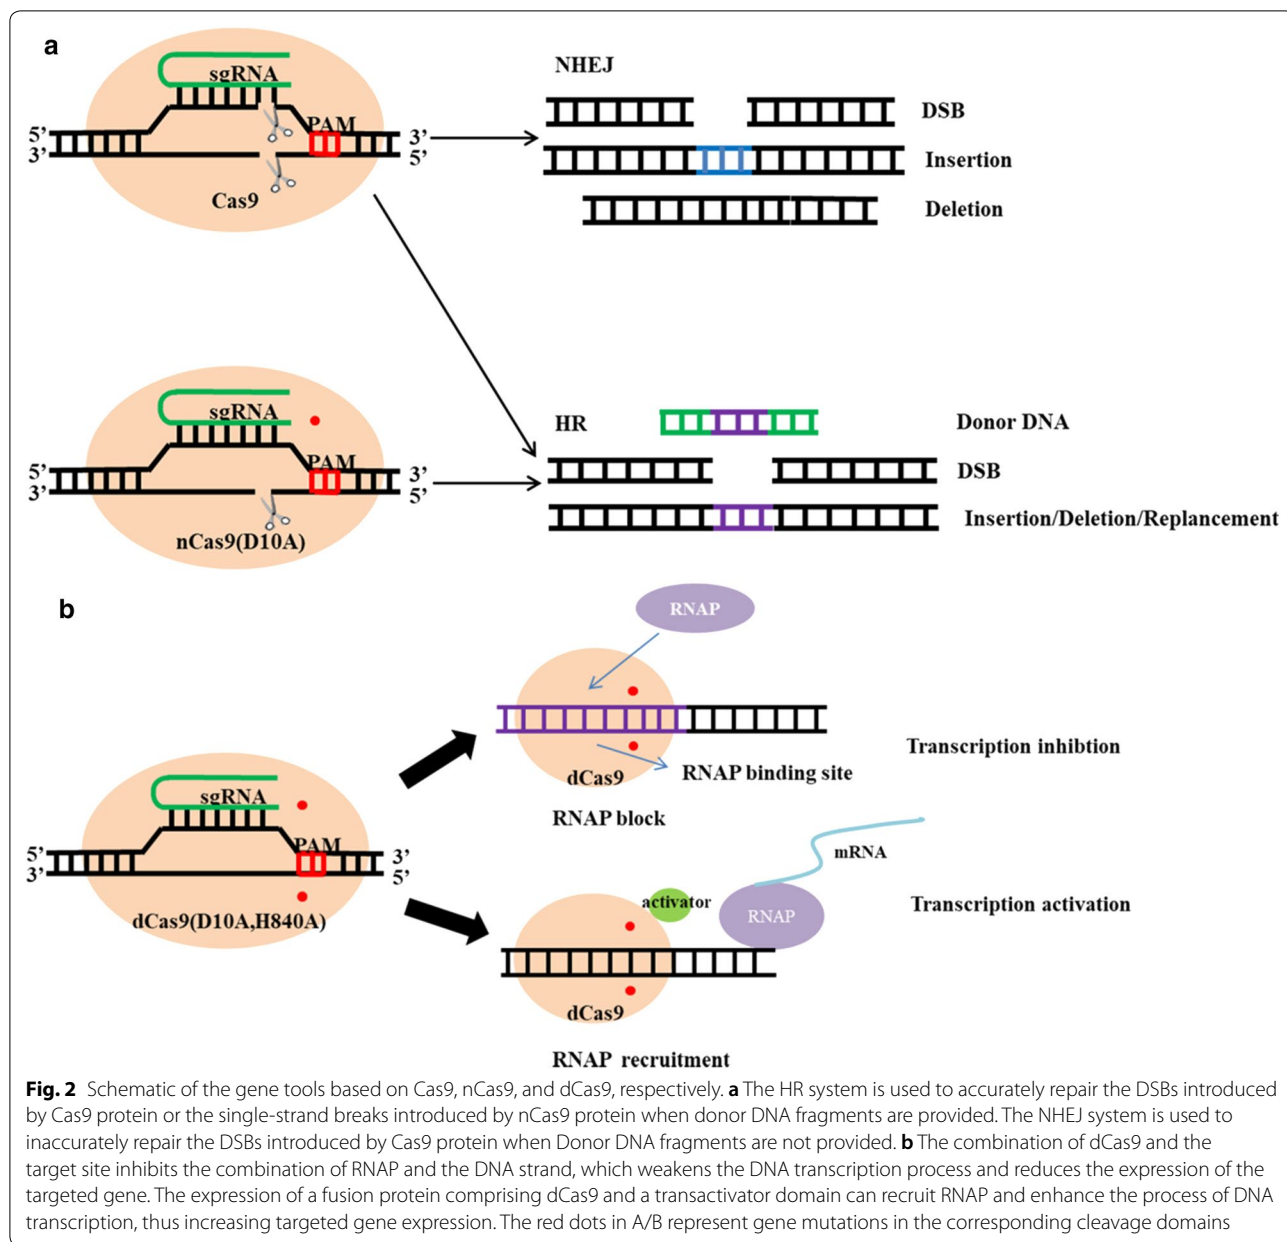 a
sgRNA
PAM
5’ 3’
3’ 5’
Cas9
NHEJ
DSB
Insertion
Deletion
sgRNA
PAM
5’ 3’
3’ 5’
nCas9(D10A)
HR
Donor DNA
DSB
Insertion/Deletion/Replancement
b
RNAP
dCas9
RNAP binding site
RNAP block
Transcription inhibtion
sgRNA
PAM
5’ 3’
3’ 5’
dCas9(D10A,H840A)
mRNA
activator
RNAP
Transcription activation
dCas9
RNAP recruitment
Fig. 2 Schematic of the gene tools based on Cas9, nCas9, and dCas9, respectively. a The HR system is used to accurately repair the DSBs introduced
by Cas9 protein or the single-strand breaks introduced by nCas9 protein when donor DNA fragments are provided. The NHEJ system is used to
inaccurately repair the DSBs introduced by Cas9 protein when Donor DNA fragments are not provided. b The combination of dCas9 and the
target site inhibits the combination of RNAP and the DNA strand, which weakens the DNA transcription process and reduces the expression of the
targeted gene. The expression of a fusion protein comprising dCas9 and a transactivator domain can recruit RNAP and enhance the process of DNA
transcription, thus increasing targeted gene expression. The red dots in A/B represent gene mutations in the corresponding cleavage domains